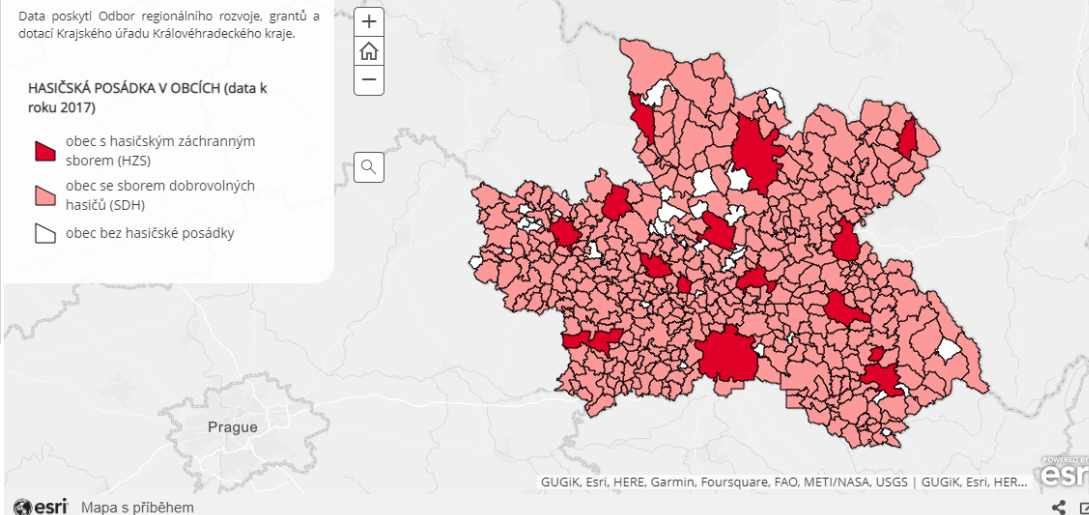 Data poskytl Odbor regionálního rozvoje, grantů a
dotací Krajského úřadu Královéhradeckého kraje.
HASIČSKÁ POSÁDKA V OBCÍCH (data k
roku 2017)
obec s hasičským záchranným
sborem (HZS)
obec se sborem dobrovolných
hasičů (SDH)
obec bez hasičské posádky
Prague
GUGiK, Esri, HERE, Garmin, Foursquare, FAO, METI/NASA, USGS | GUGiK, Esri, HER...
POWERED BY
esri
esri Mapa s příběhem